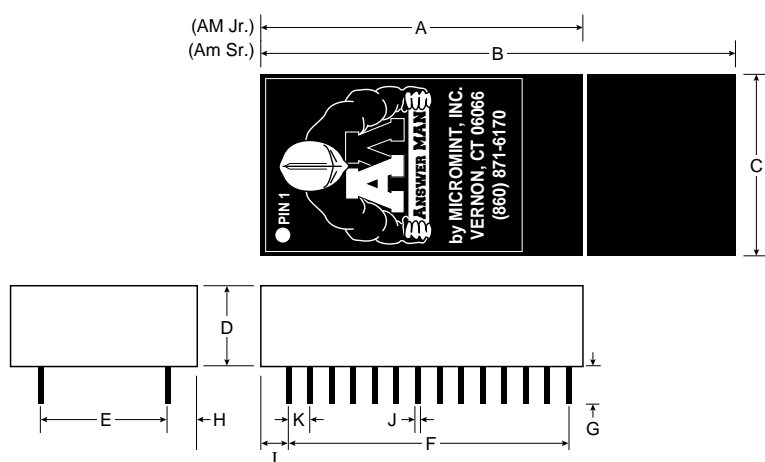 (AM Jr.)
A
(Am Sr.)
B
C
PIN 1
A
M
ANSWER MAN
by MICROMINT, INC.
VERNON, CT 06066
(860) 871-6170
D
E
H
I
K
J
F
G